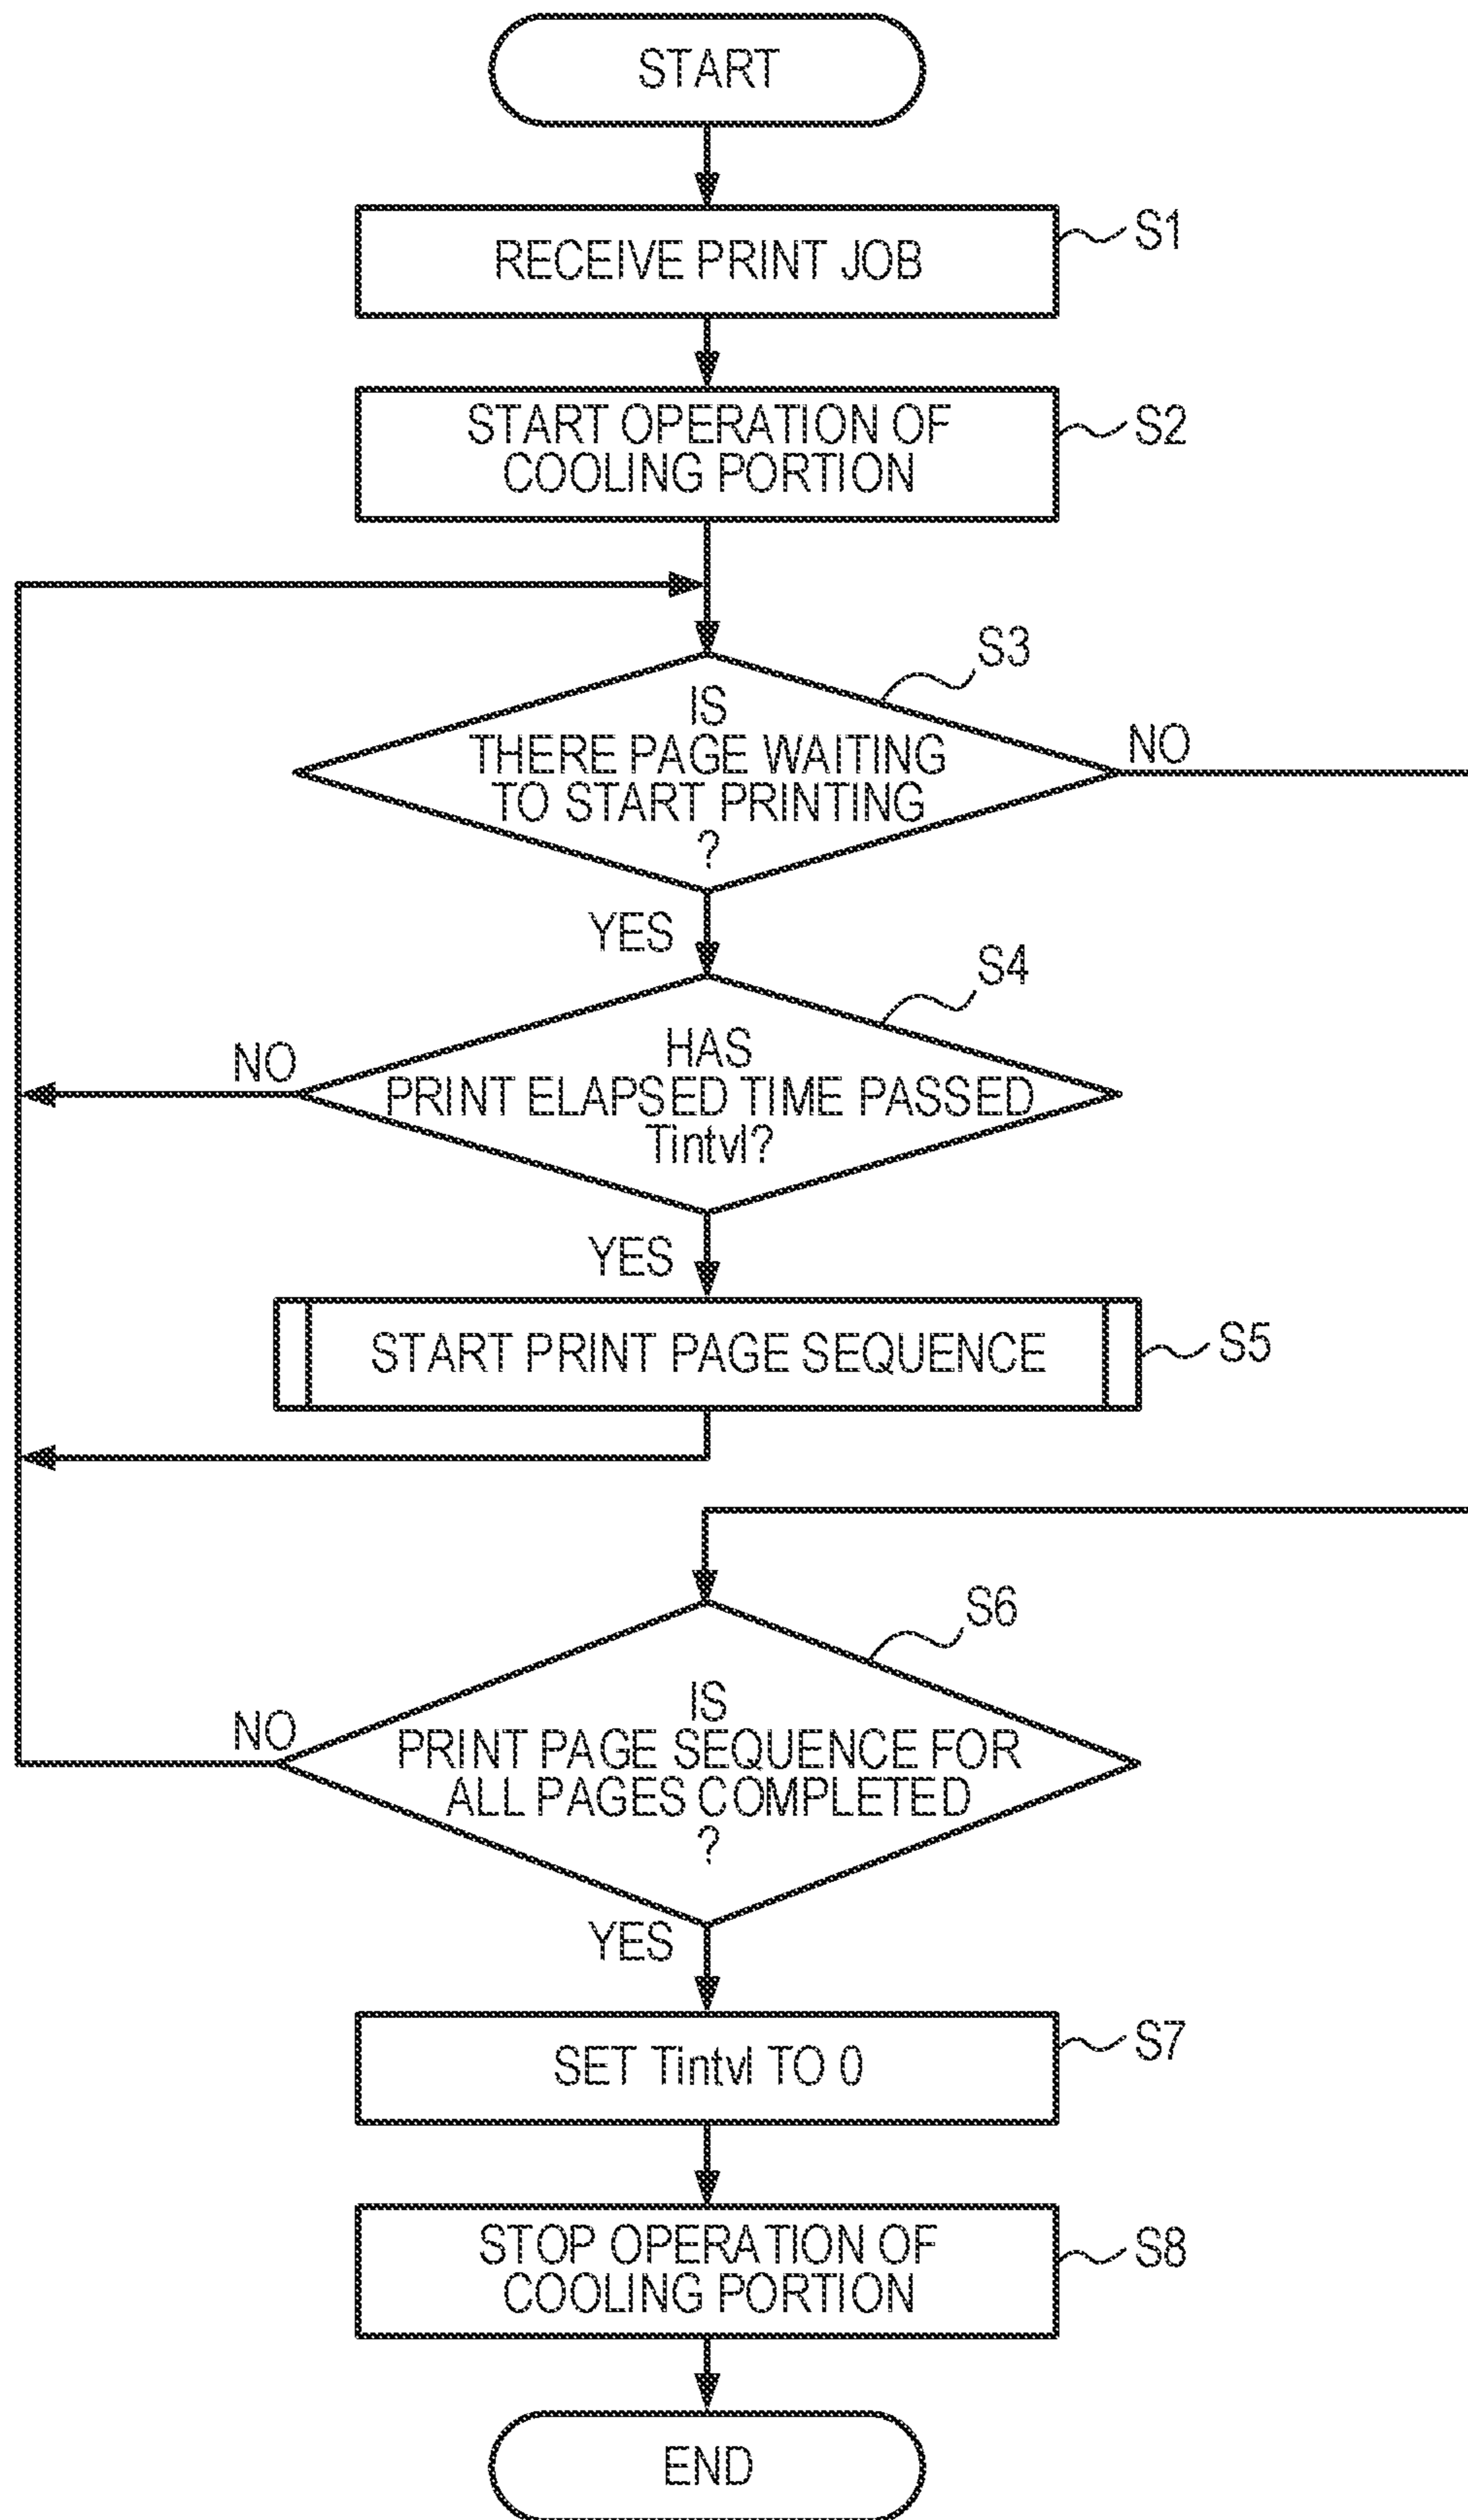 START
RECEIVE PRINT JOB
S1
START OPERATION OF
COOLING PORTION
S2
S3
IS
THERE PAGE WAITING
TO START PRINTING
?
NO
YES
S4
HAS
PRINT ELAPSED TIME PASSED
Tintvl?
NO
YES
START PRINT PAGE SEQUENCE
S5
S6
IS
PRINT PAGE SEQUENCE FOR
ALL PAGES COMPLETED
?
NO
YES
SET Tintvl TO 0
S7
STOP OPERATION OF
COOLING PORTION
S8
END